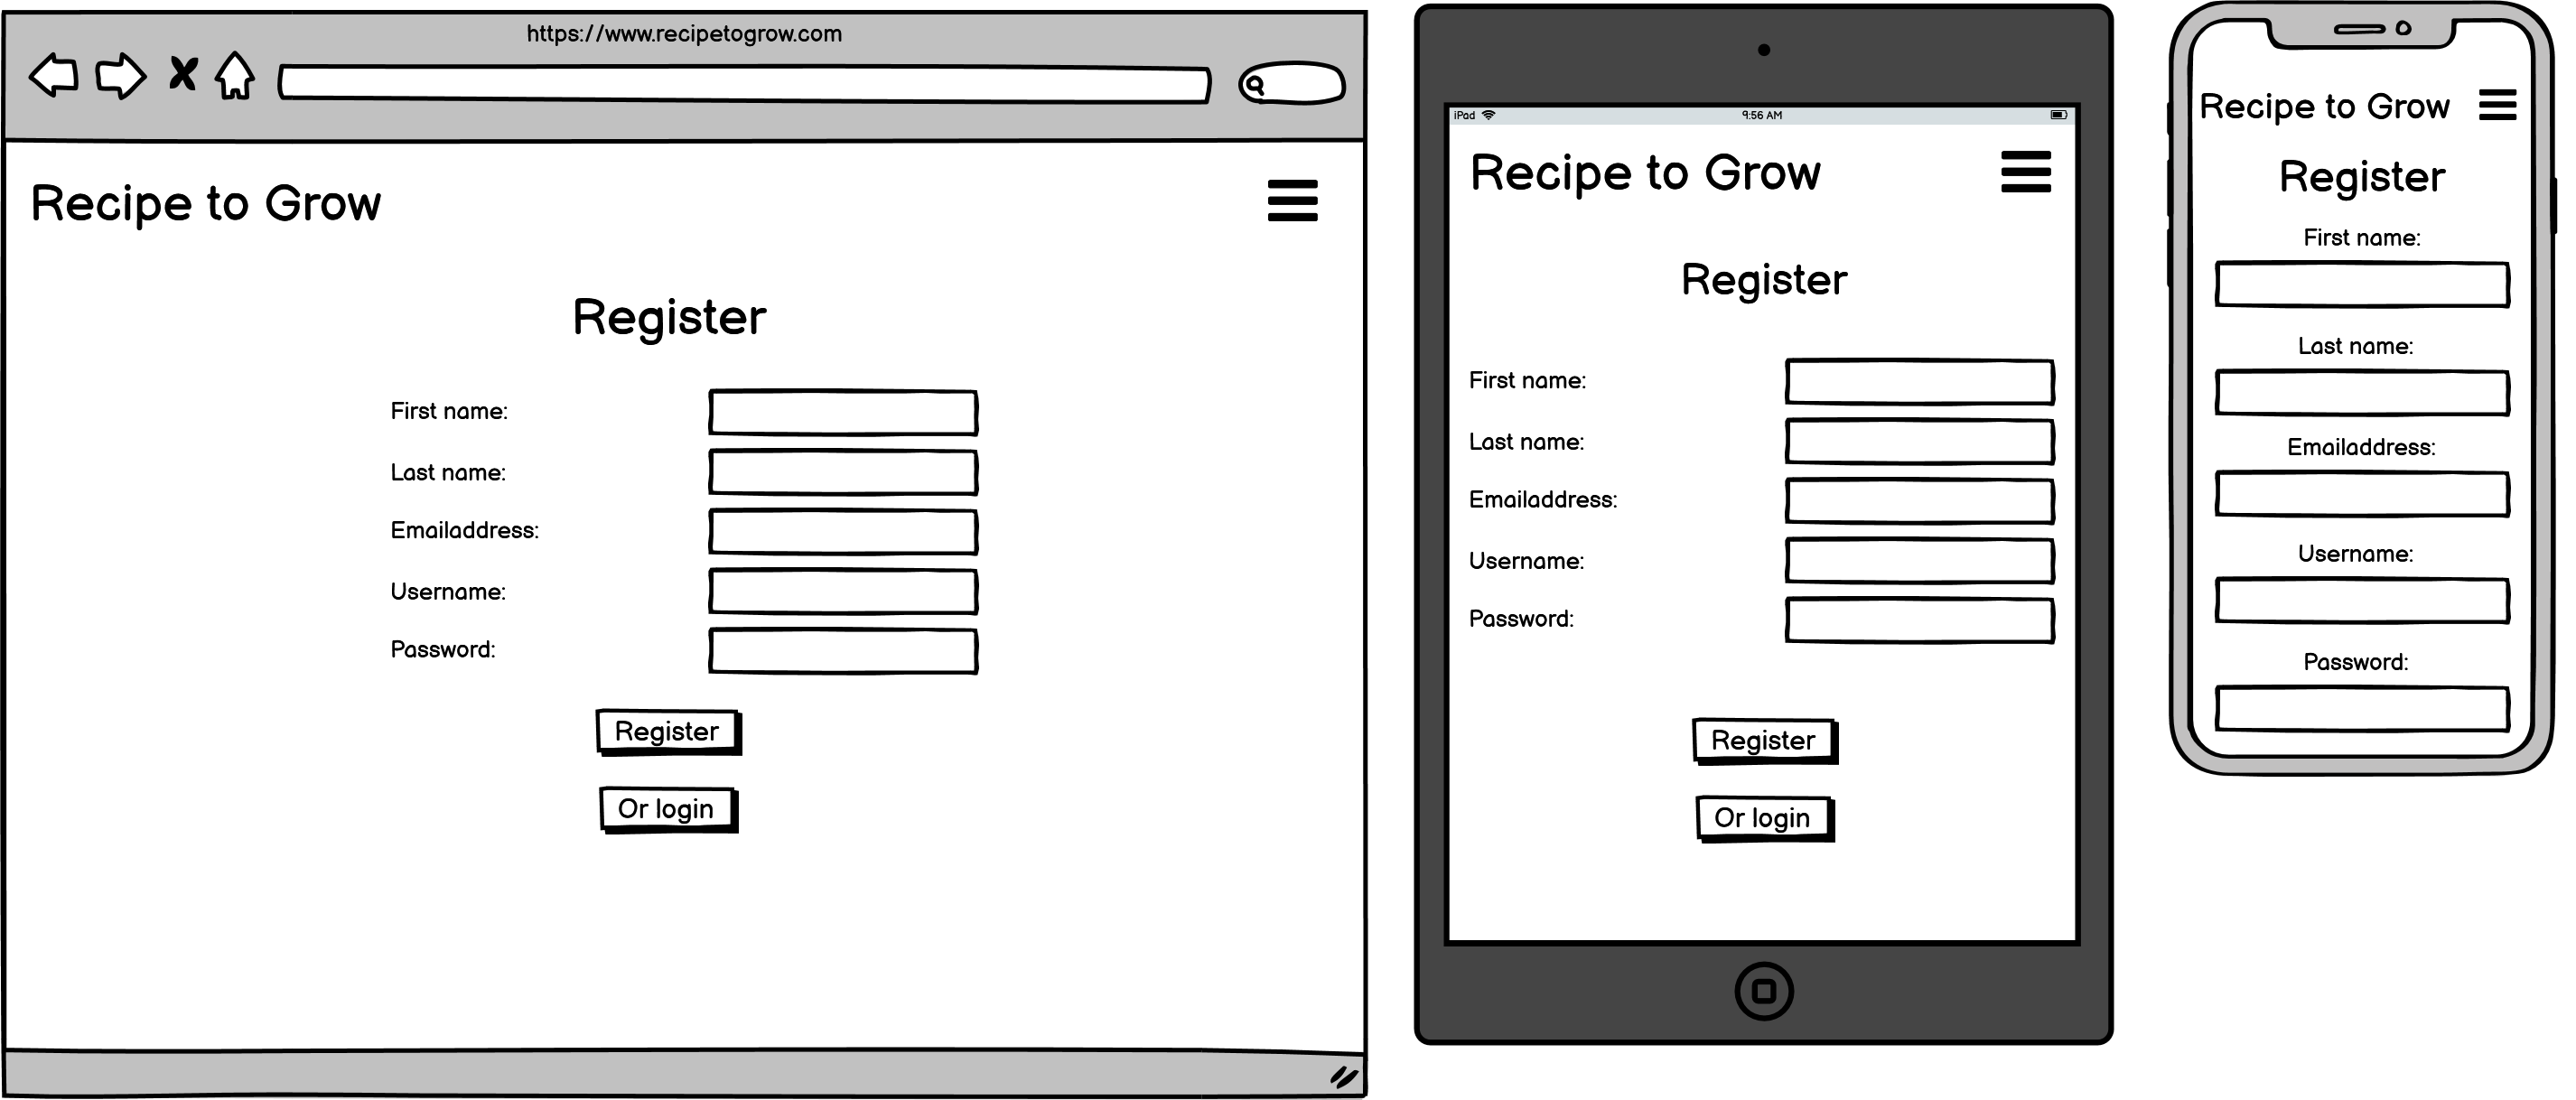 https://www.recipetogrow.com
Recipe to Grow
Register
First name:
Last name:
Emailaddress:
Username:
Password:
Register
Or login
iPad
9:56 AM
Recipe to Grow
Register
First name:
Last name:
Emailaddress:
Username:
Password:
Register
Or login
Recipe to Grow
Register
First name:
Last name:
Emailaddress:
Username:
Password: